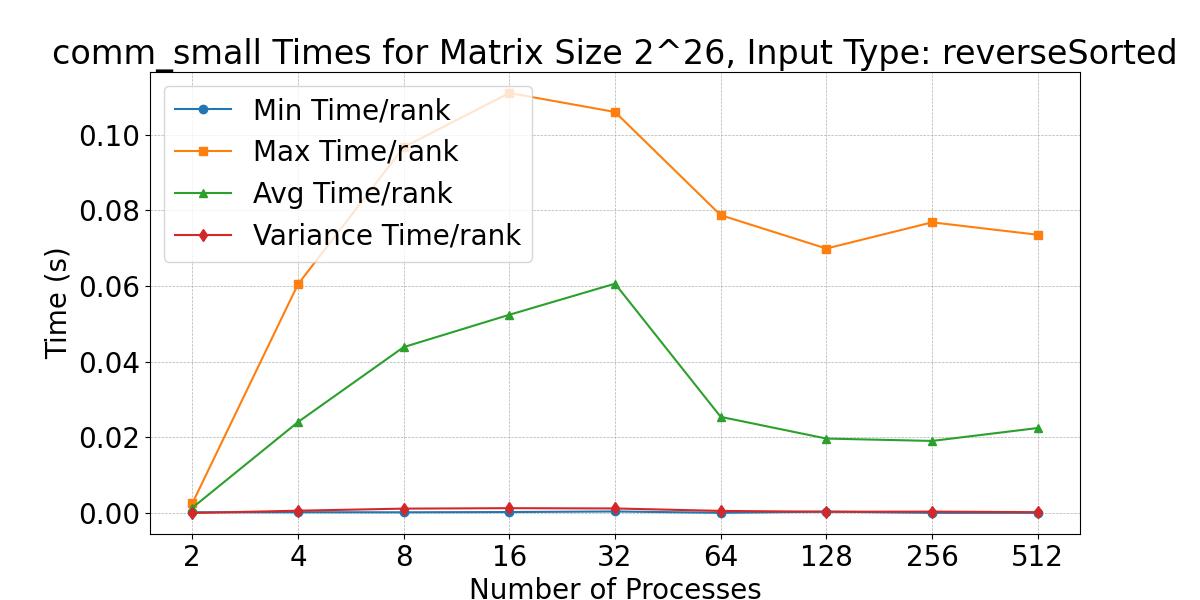 comm_small Times for Matrix Size 2^26, Input Type: reverseSorted
Min Time/rank
Max Time/rank
Avg Time/rank
Variance Time/rank
Time (s)
0.10
0.08
0.06
0.04
0.02
0.00
2 4 8 16 32 64 128 256 512
Number of Processes